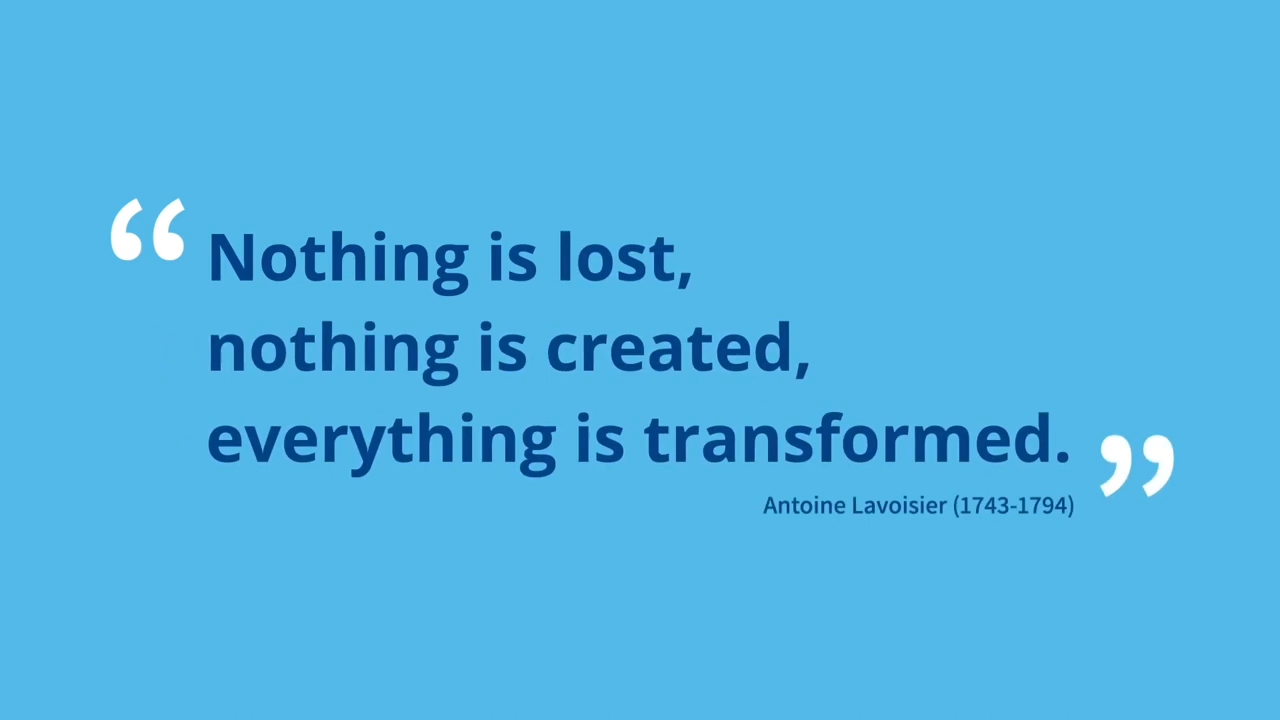 “Nothing is lost,
nothing is created,
everything is transformed.”
Antoine Lavoisier (1743-1794)